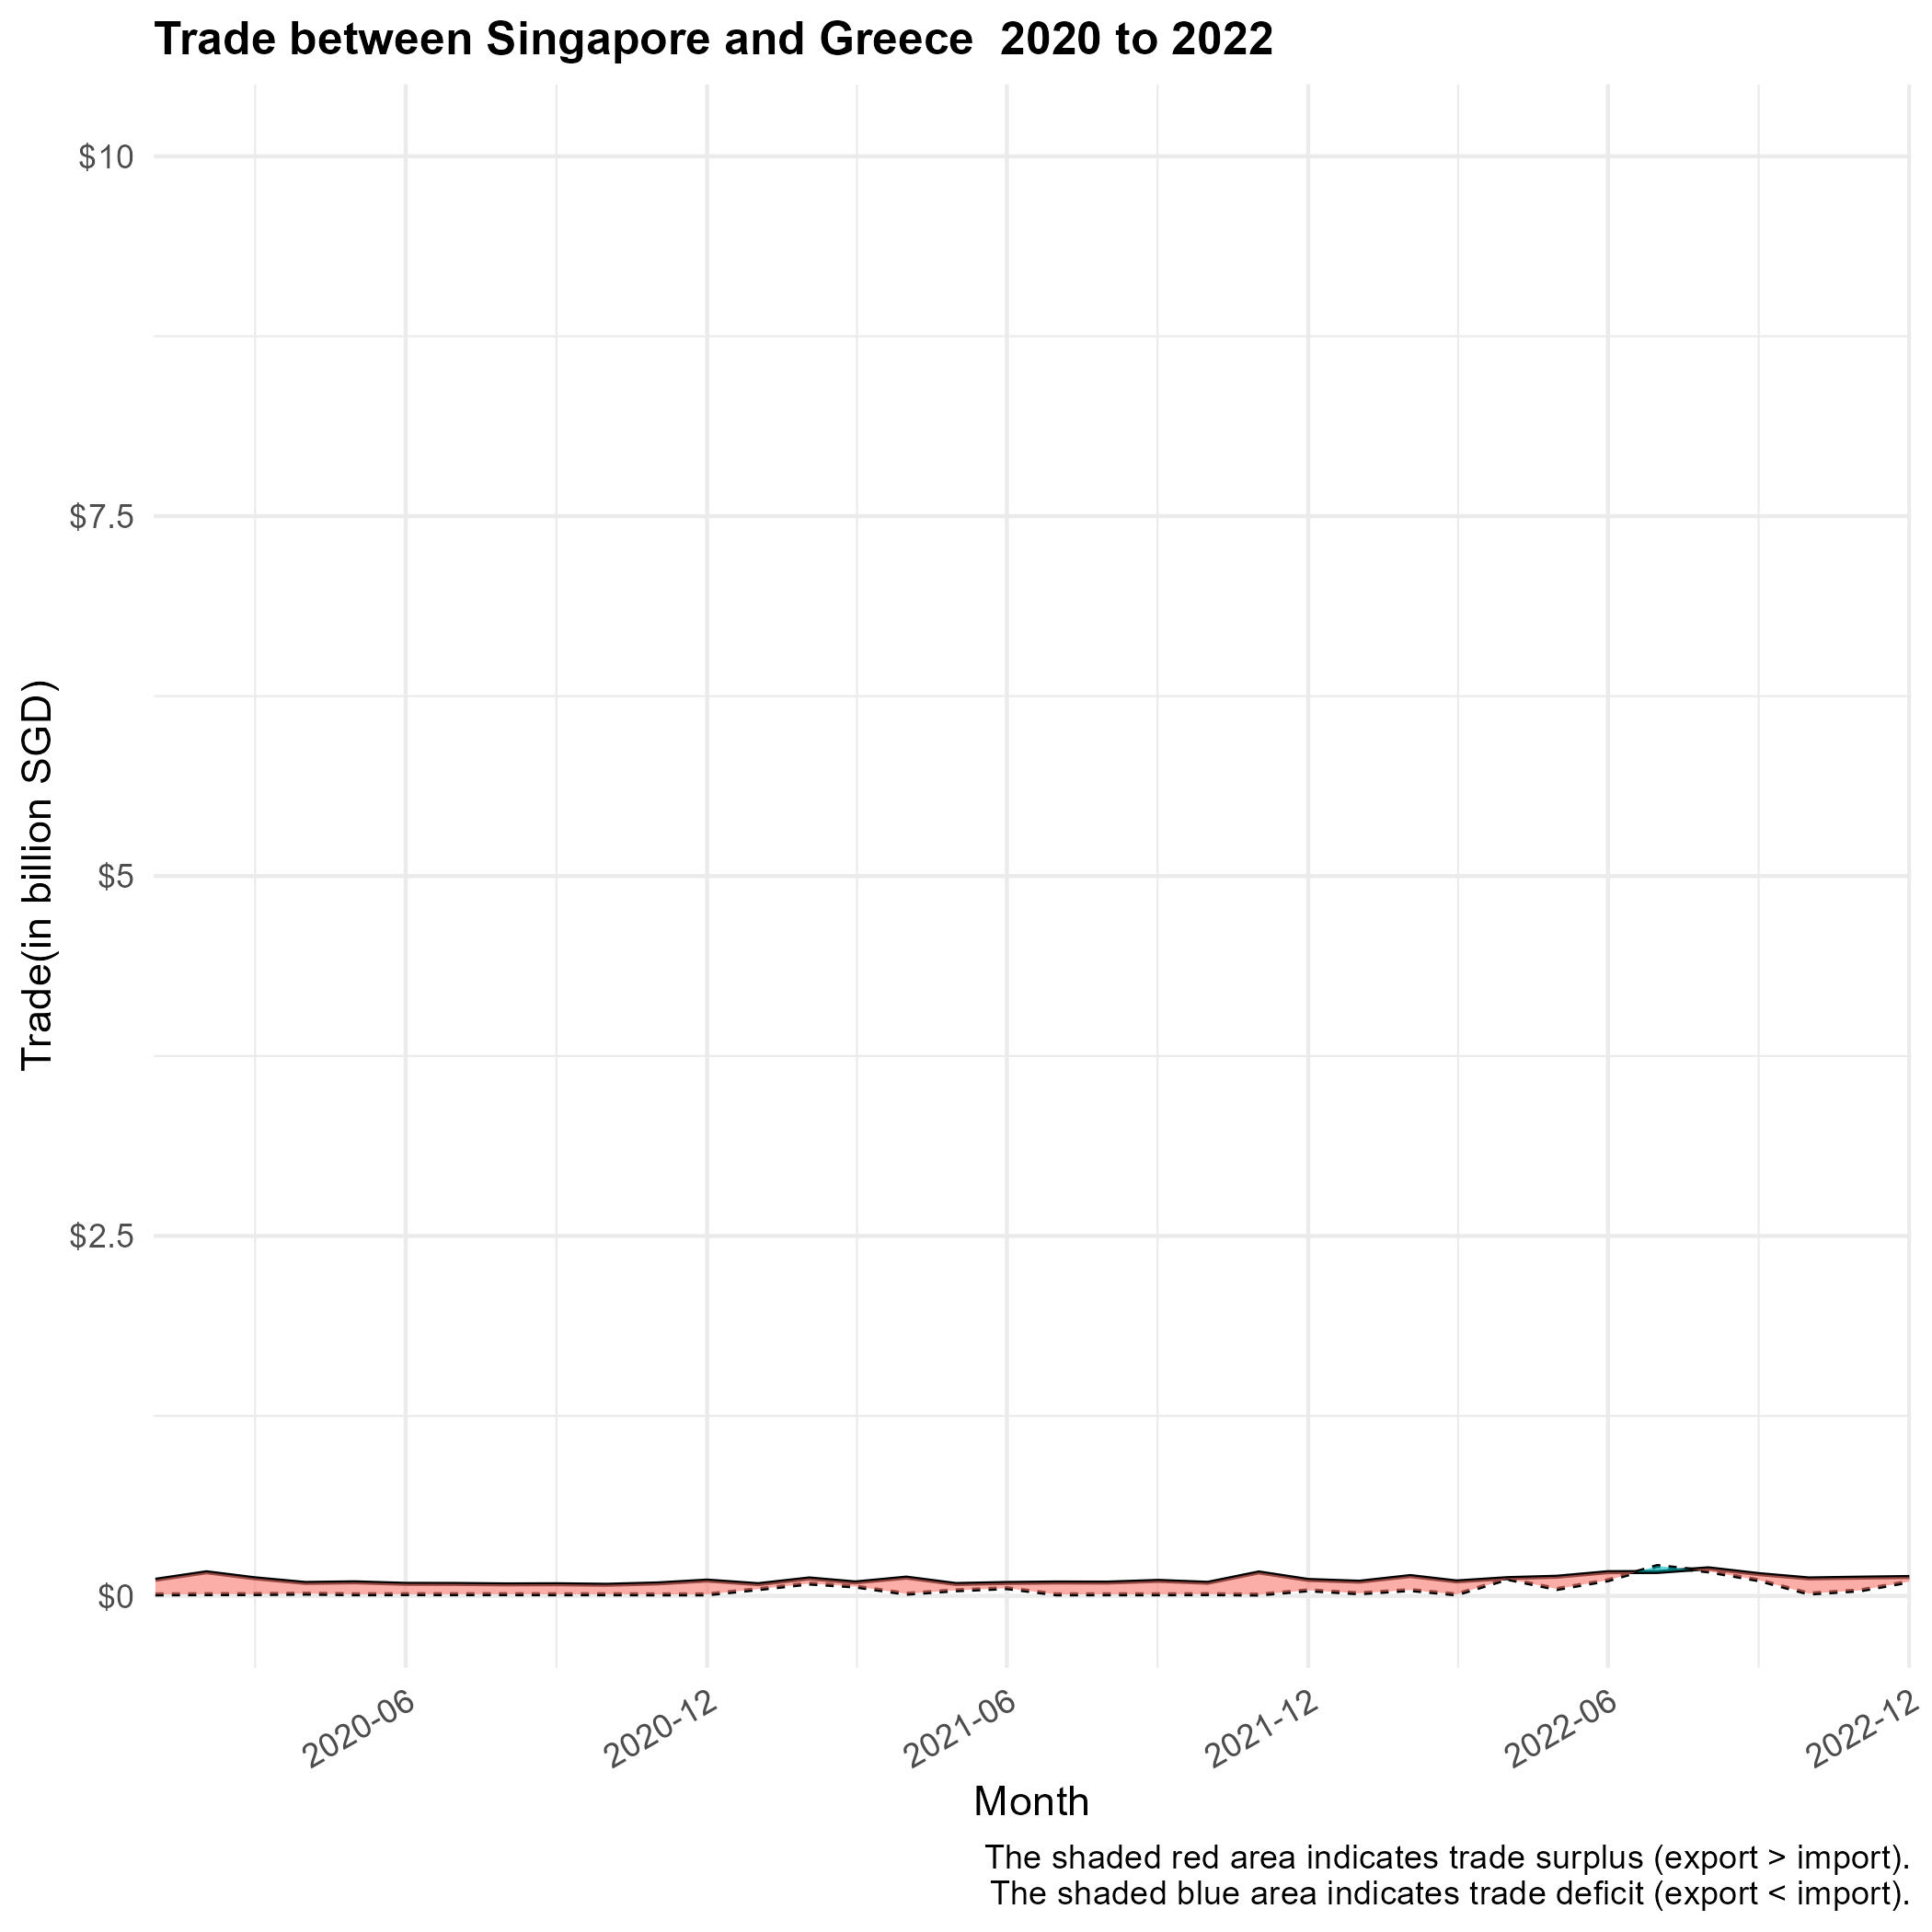 Trade between Singapore and Greece  2020 to 2022
$10
$7.5
$5
$2.5
$0
Trade(in billion SGD)
2020-06
2020-12
2021-06
2021-12
2022-06
2022-12
Month
The shaded red area indicates trade surplus (export > import).
The shaded blue area indicates trade deficit (export < import).